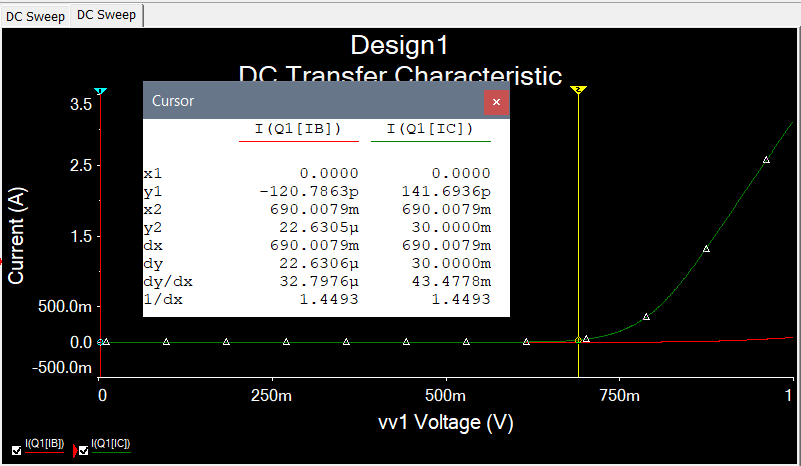 DC Sweep DC Sweep
Design1
DC Transfer Characteristic
Cursor
I(Q1[IB]) I(Q1[IC])
x1 0.0000 0.0000
y1 -120.7863p 141.6936p
x2 690.0079m 690.0079m
y2 22.6305µ 30.0000m
dx 690.0079m 690.0079m
dy 22.6306µ 30.0000m
dy/dx 32.7976µ 43.4778m
1/dx 1.4493 1.4493
1
2
Current (A)
3.5
2.5
1.5
500.0m
0.0
-500.0m
0 250m 500m 750m 1
vv1 Voltage (V)
I(Q1[IB]) I(Q1[IC])